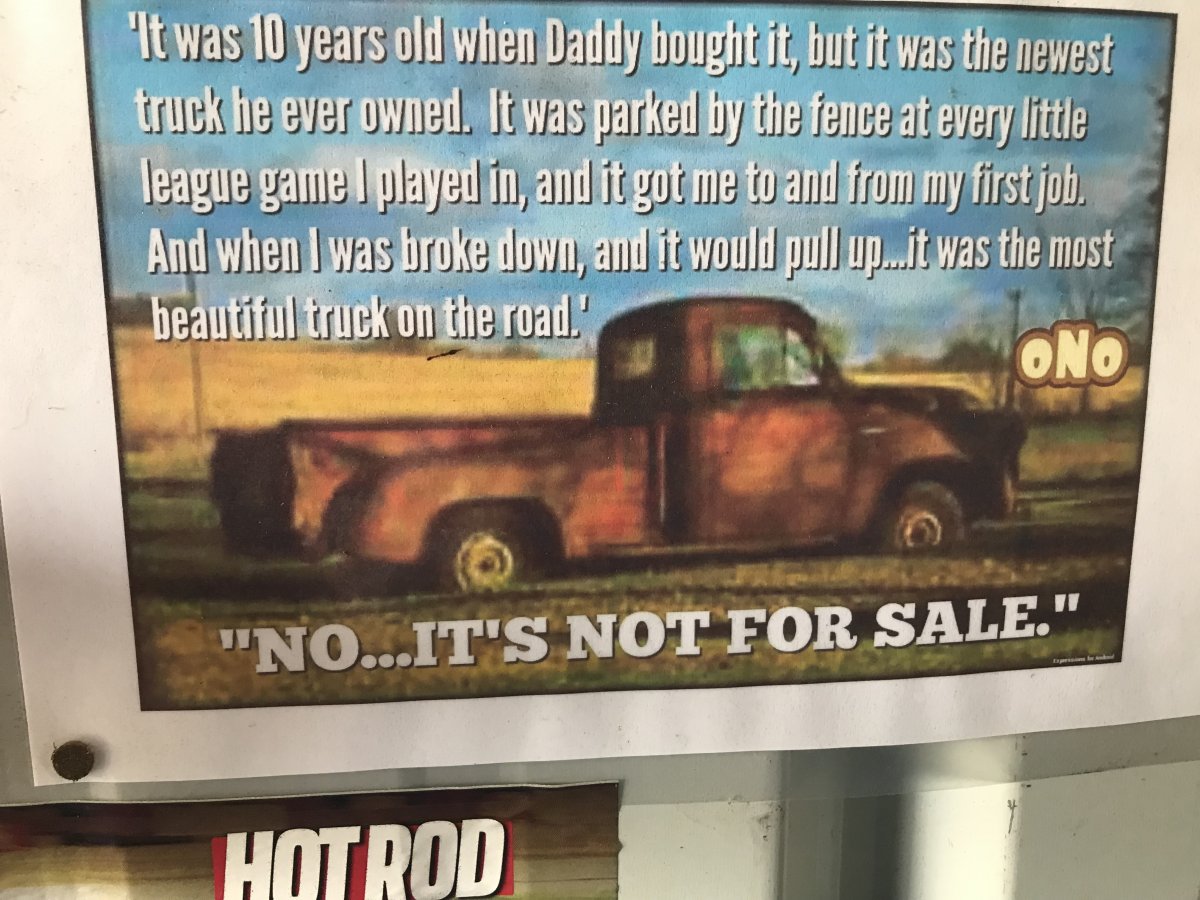 'It was 10 years old when Daddy bought it, but it was the newest
truck he ever owned. It was parked by the fence at every little
league game I played in, and it got me to and from my first job.
And when I was broke down, and it would pull up...it was the most
beautiful truck on the road.'
oNo
"NO...IT'S NOT FOR SALE."
Expressions for Android
HOT ROD